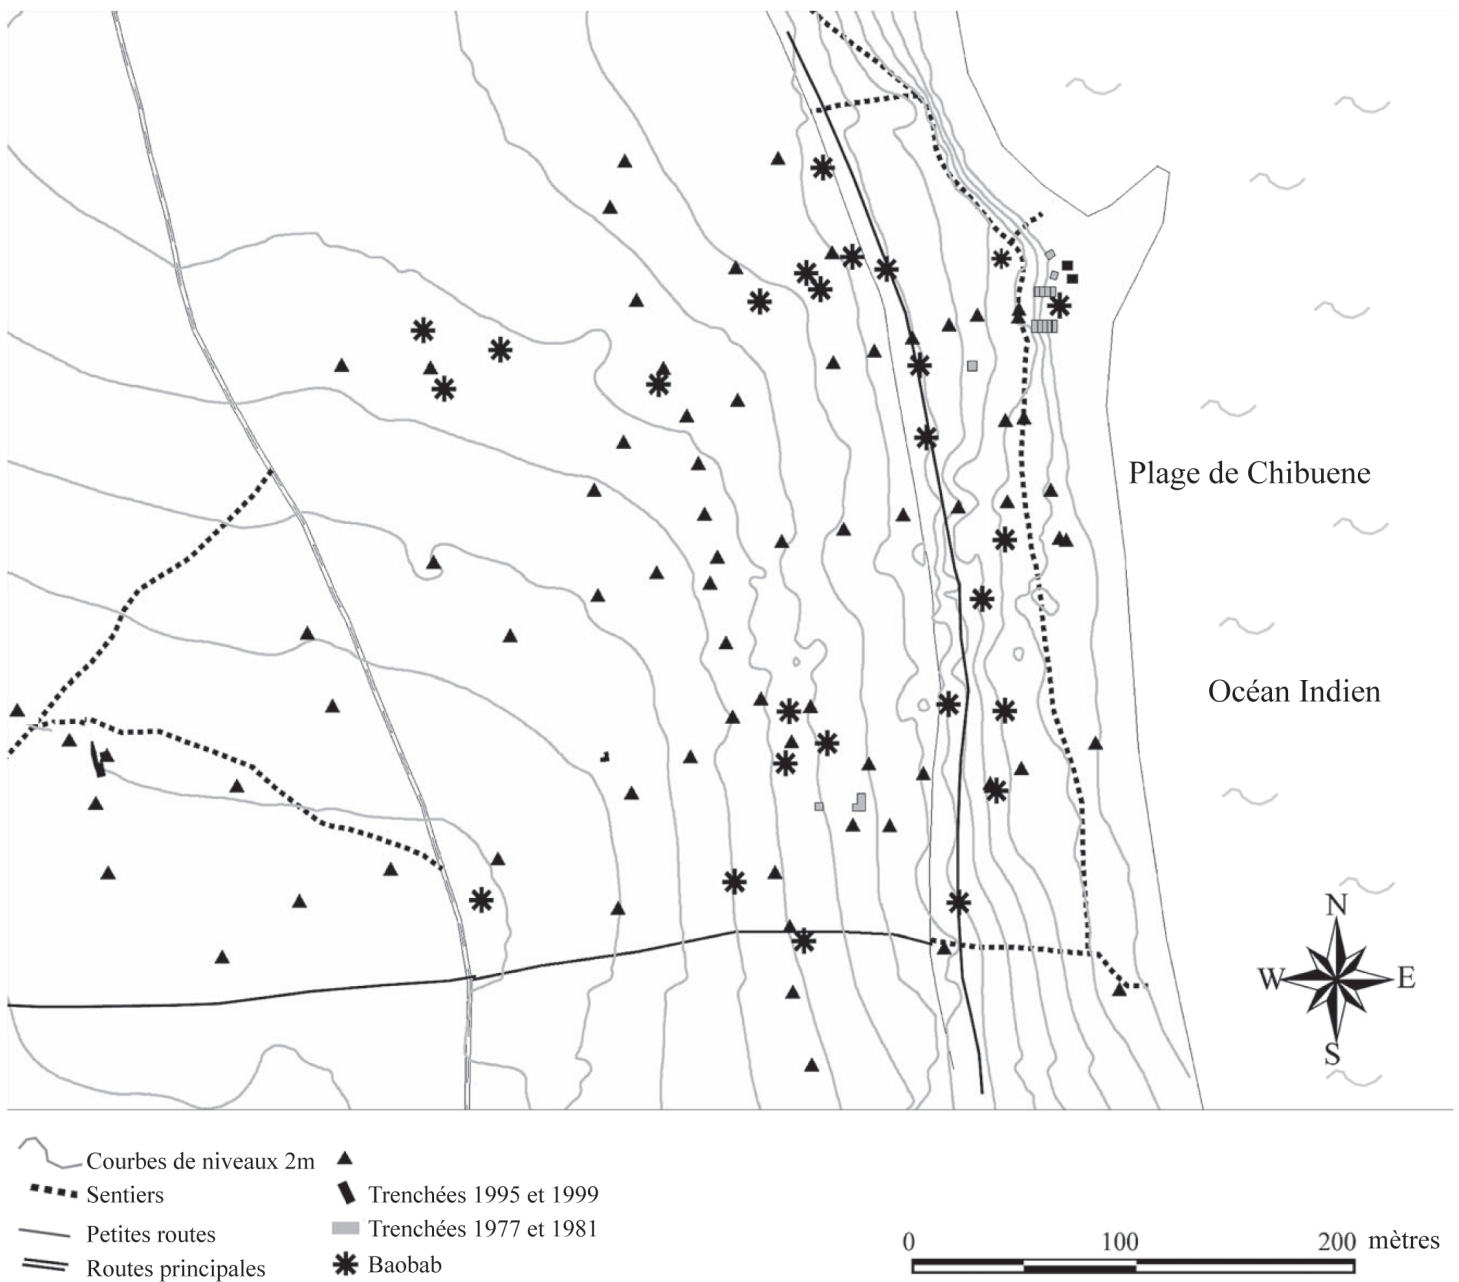 Plage de Chibuene
Océan Indien
N
W E
S
Courbes de niveaux 2m
Sentiers
Trenchées 1995 et 1999
Petites routes
Trenchées 1977 et 1981
Routes principales
Baobab
0 100 200 mètres